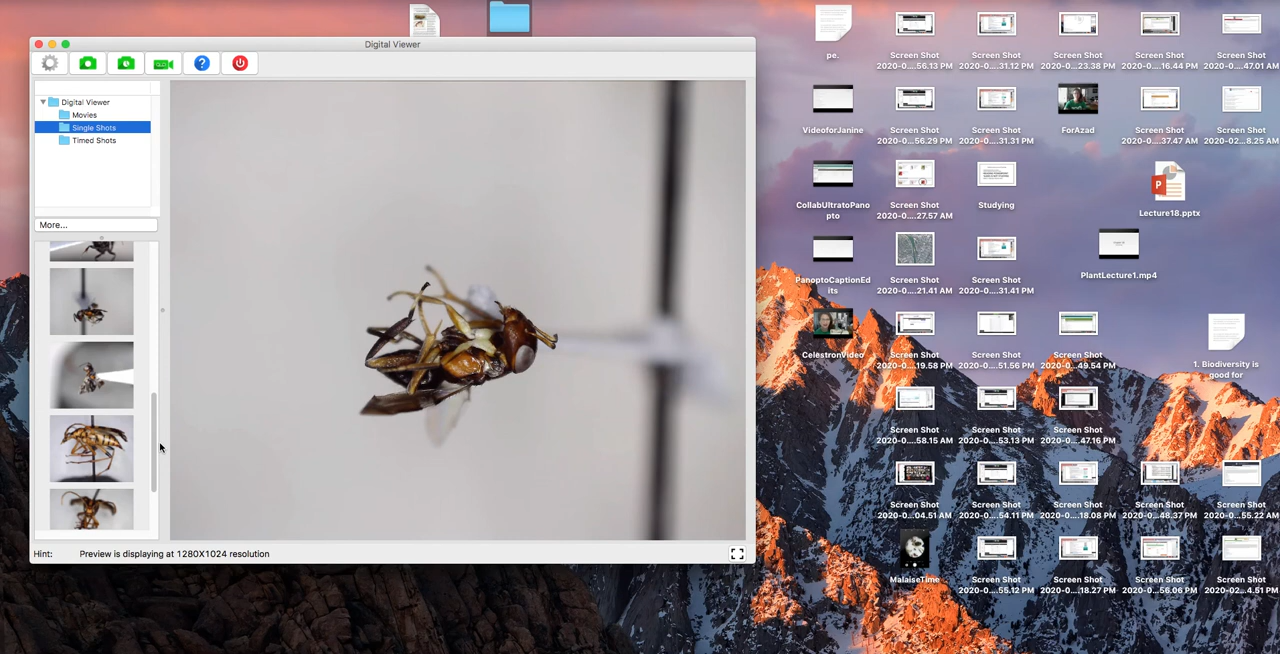 Digital Viewer
Digital Viewer
Movies
Single Shots
Timed Shots
More...
Hint:
Preview is displaying at 1280X1024 resolution
pe.
Screen Shot
2020-0....56.13 PM
Screen Shot
2020-0....31.12 PM
Screen Shot
2020-0....23.38 PM
Screen Shot
2020-0....16.44 PM
Screen Shot
2020-0....47.01 AM
VideoforJanine
Screen Shot
2020-0...56.29 PM
Screen Shot
2020-0....31.31 PM
ForAzad
Screen Shot
2020-0....37.47 AM
Screen Shot
2020-02...8.25 AM
CollabUltratoPano
pto
Screen Shot
2020-0....27.57 AM
Studying
Lecture18.pptx
PanoptoCaptionEd
its
Screen Shot
2020-0....21.41 AM
Screen Shot
2020-0....31.41 PM
PlantLecture1.mp4
CelestronVideo
Screen Shot
2020-0....19.58 PM
Screen Shot
2020-0....51.56 PM
Screen Shot
2020-0....49.54 PM
1. Biodiversity is
good for
Screen Shot
2020-0....58.15 AM
Screen Shot
2020-0....53.13 PM
Screen Shot
2020-0....47.16 PM
Screen Shot
2020-0....04.51 AM
Screen Shot
2020-0....54.11 PM
Screen Shot
2020-0....18.08 PM
Screen Shot
2020-0....48.37 PM
Screen Shot
2020-0....55.22 AM
MalaiseTime
Screen Shot
2020-0....55.12 PM
Screen Shot
2020-0....18.27 PM
Screen Shot
2020-0....56.06 PM
Screen Shot
2020-02...4.51 PM